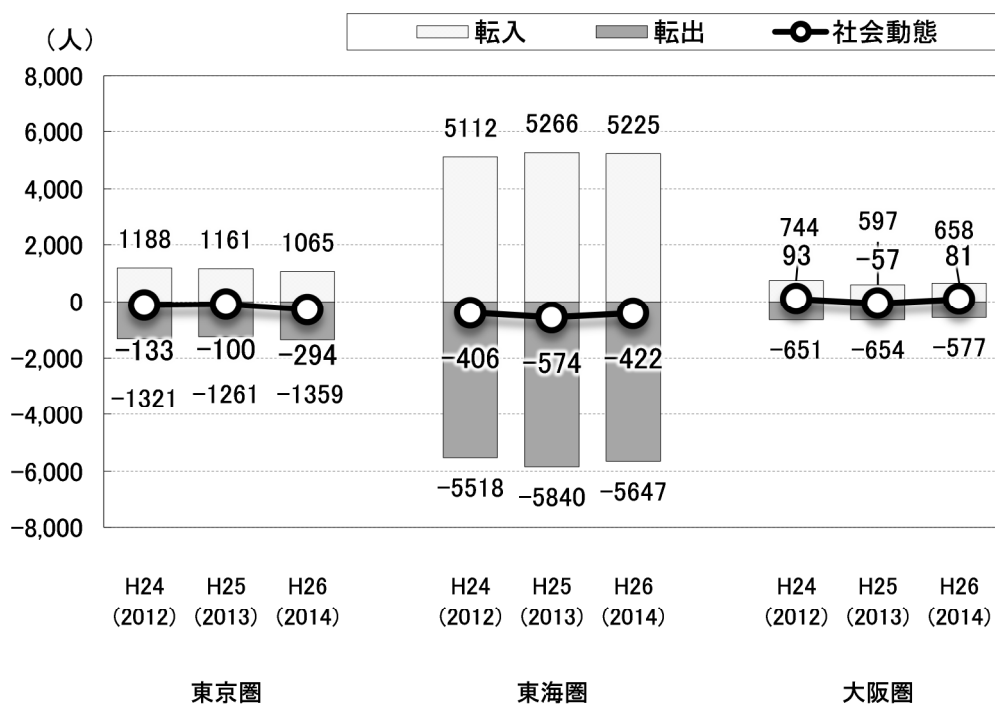 （人）
転入 転出 社会動態
8,000
6,000
4,000
2,000
0
−2,000
−4,000
−6,000
−8,000
1188 1161 1065
−133 −100 −294
−1321 −1261 −1359
5112 5266 5225
−406 −574 −422
−5518 −5840 −5647
744 597 658
93 −57 81
−651 −654 −577
H24 H25 H26 H24 H25 H26 H24 H25 H26
(2012) (2013) (2014) (2012) (2013) (2014) (2012) (2013) (2014)
東京圏 東海圏 大阪圏